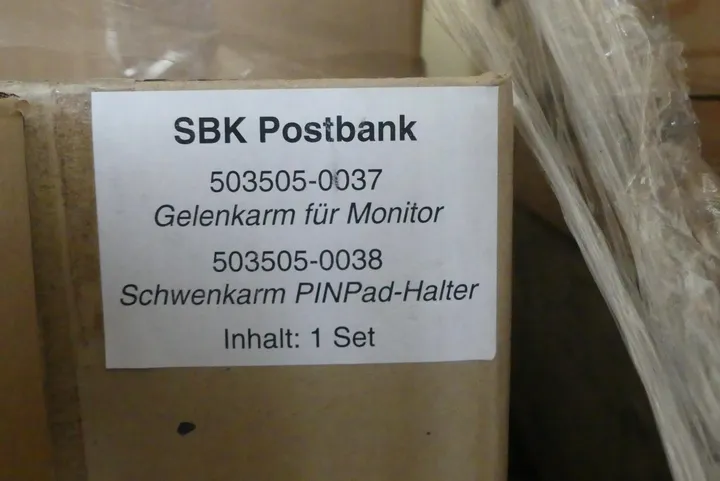 SBK Postbank
503505-0037
Gelenkarm für Monitor
503505-0038
Schwenkarm PINPad-Halter
Inhalt: 1 Set